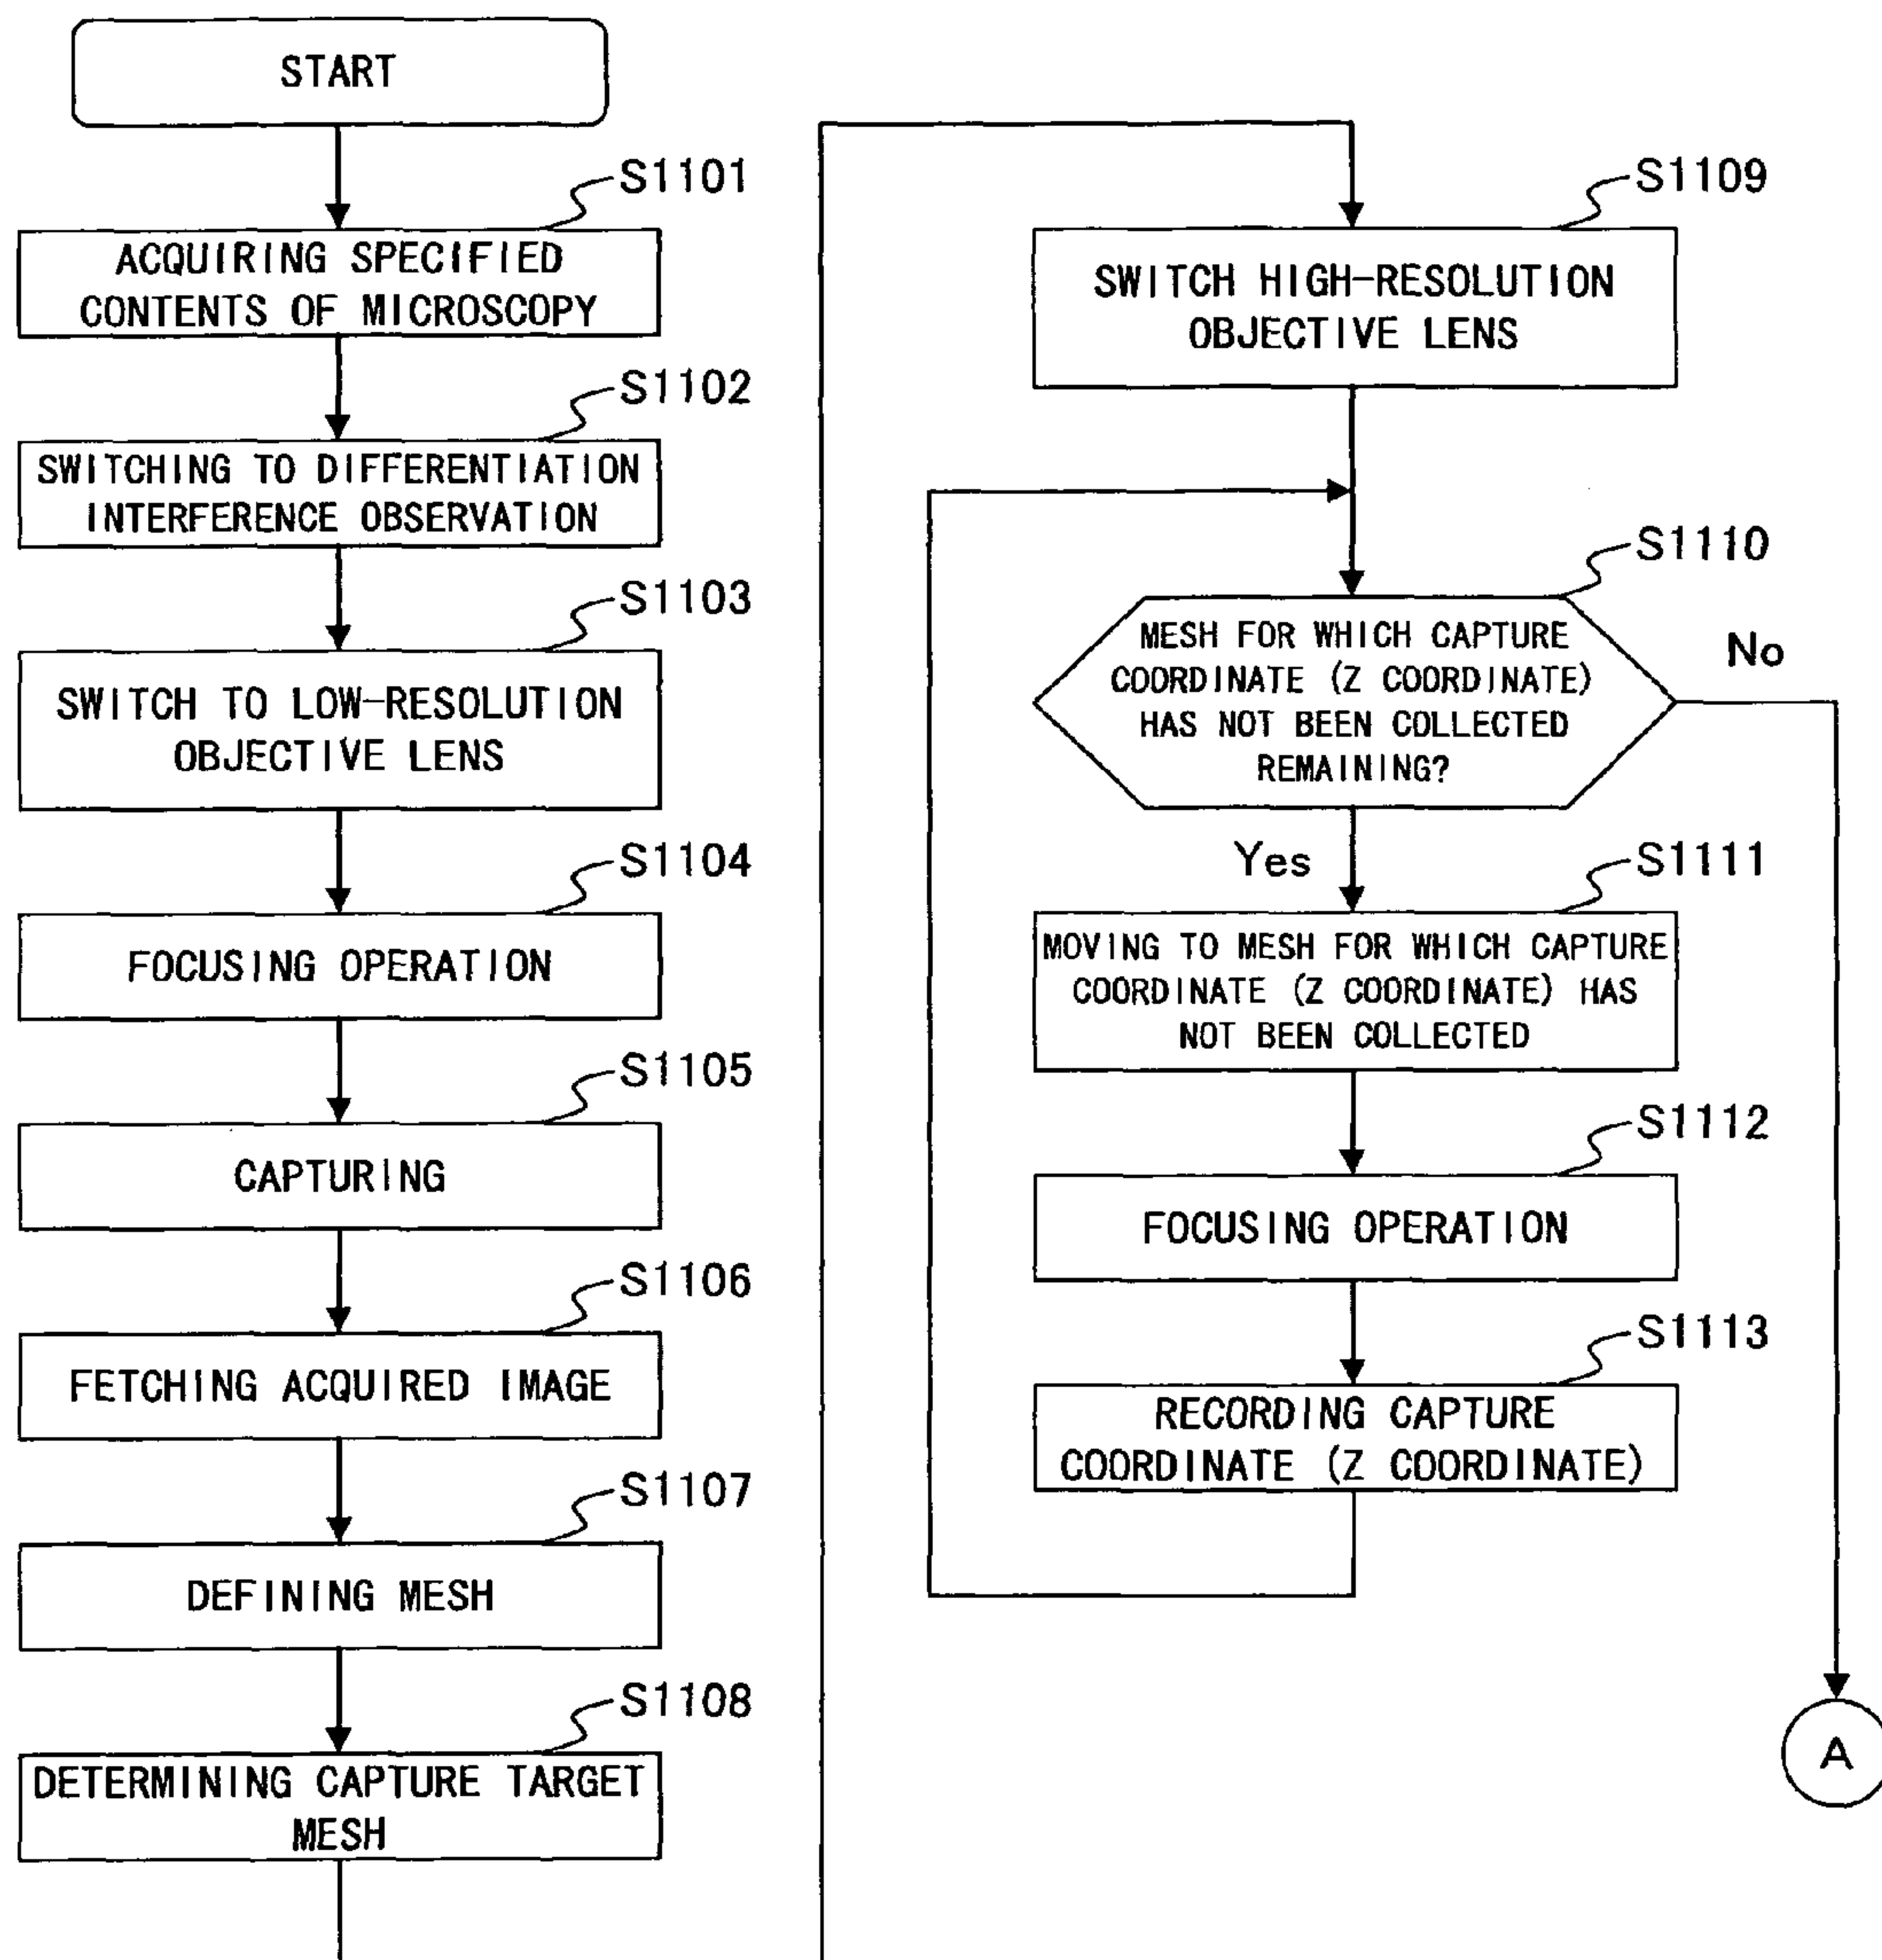 START
S1101
ACQUIRING SPECIFIED
CONTENTS OF MICROSCOPY
S1102
SWITCHING TO DIFFERENTIATION
INTERFERENCE OBSERVATION
S1103
SWITCH TO LOW-RESOLUTION
OBJECTIVE LENS
S1104
FOCUSING OPERATION
S1105
CAPTURING
S1106
FETCHING ACQUIRED IMAGE
S1107
DEFINING MESH
S1108
DETERMINING CAPTURE TARGET
MESH
S1109
SWITCH HIGH-RESOLUTION
OBJECTIVE LENS
S1110
MESH FOR WHICH CAPTURE
COORDINATE (Z COORDINATE)
HAS NOT BEEN COLLECTED
REMAINING?
No
Yes
S1111
MOVING TO MESH FOR WHICH CAPTURE
COORDINATE (Z COORDINATE) HAS
NOT BEEN COLLECTED
S1112
FOCUSING OPERATION
S1113
RECORDING CAPTURE
COORDINATE (Z COORDINATE)
A